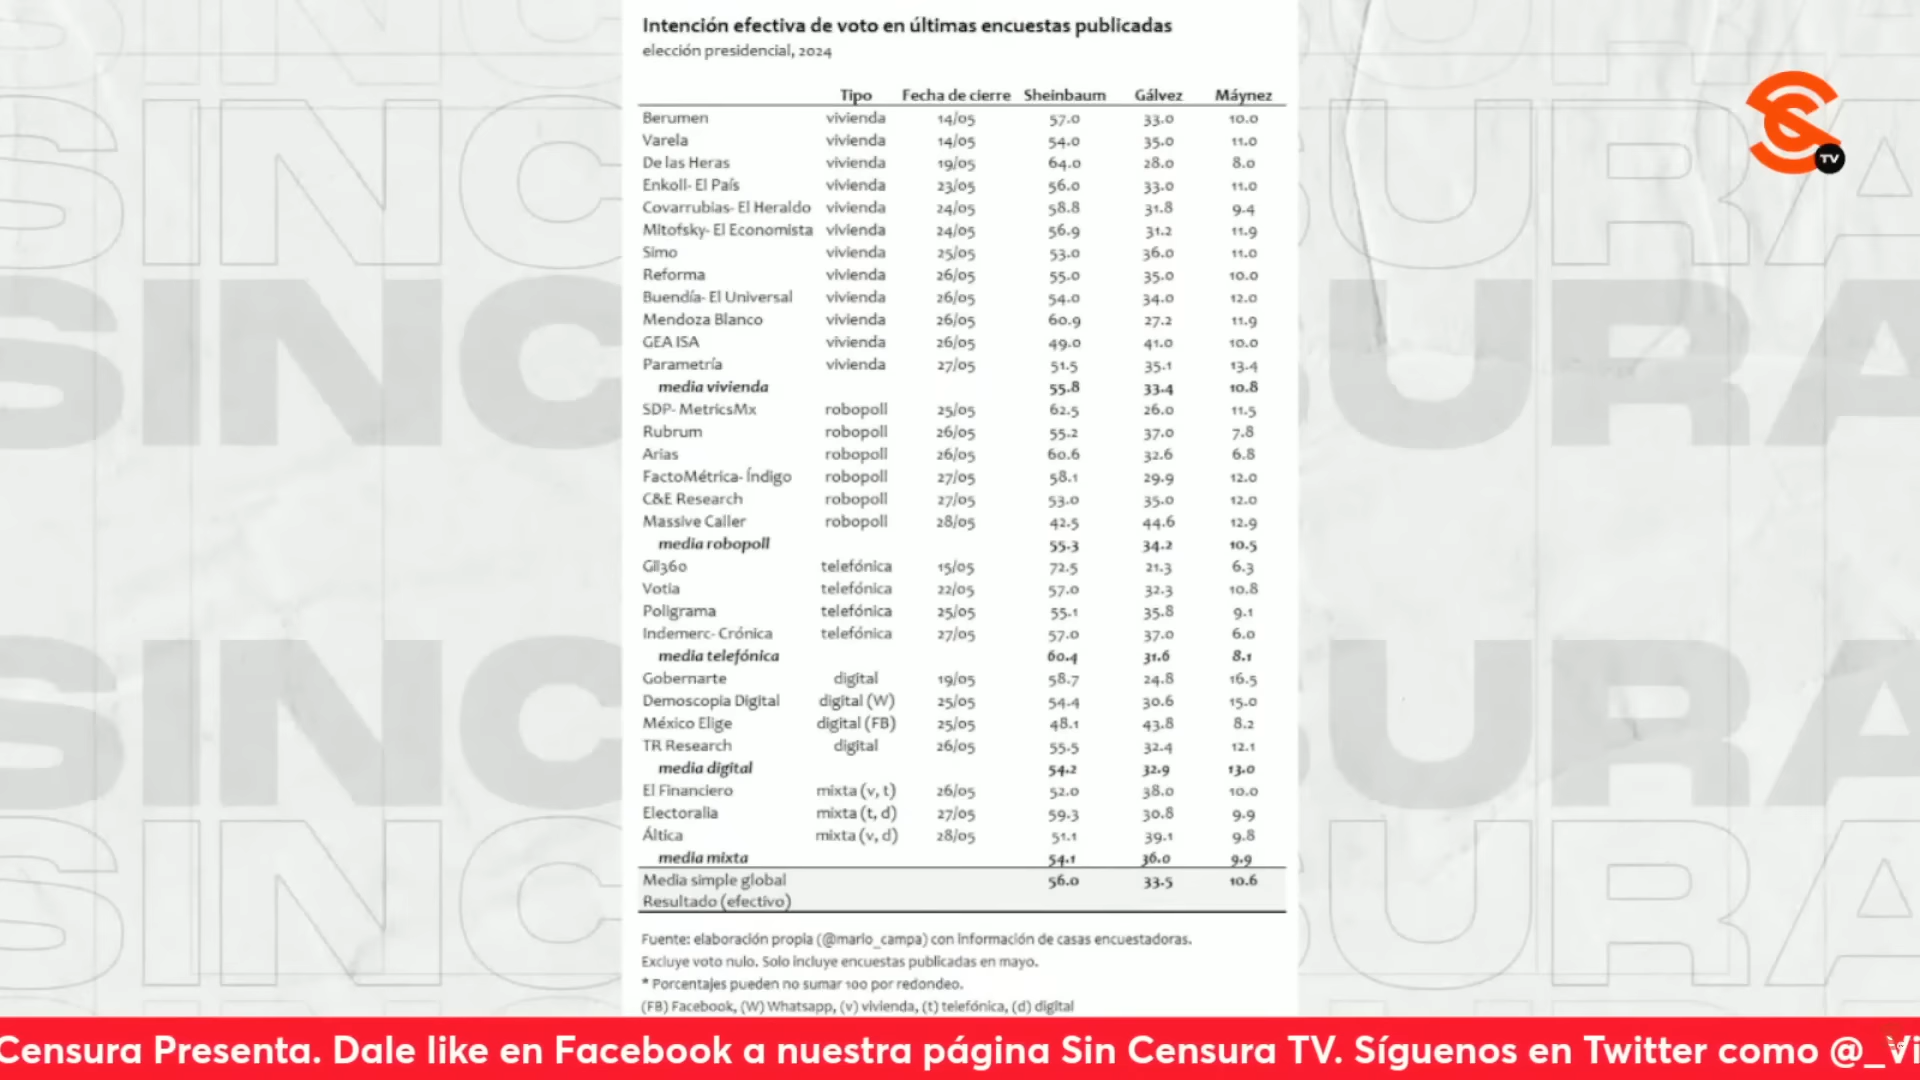 Intención efectiva de voto en últimas encuestas publicadas
elección presidencial, 2024
Tipo Fecha de cierre Sheinbaum Gálvez Máynez
Berumen vivienda 14/05 57.0 33.0 10.0
Varela vivienda 14/05 54.0 35.0 11.0
De las Heras vivienda 19/05 64.0 28.0 8.0
Enkoll- El País vivienda 23/05 56.0 33.0 11.0
Covarrubias- El Heraldo vivienda 24/05 58.8 31.8 9.4
Mitofsky- El Economista vivienda 24/05 56.9 31.2 11.9
Simo vivienda 25/05 53.0 36.0 11.0
Reforma vivienda 26/05 55.0 35.0 10.0
Buendía- El Universal vivienda 26/05 54.0 34.0 12.0
Mendoza Blanco vivienda 26/05 60.9 27.2 11.9
GEA ISA vivienda 26/05 49.0 41.0 10.0
Parametría vivienda 27/05 51.5 35.1 13.4
media vivienda 55.8 33.4 10.8
SDP- MetricsMx robopoll 25/05 62.5 26.0 11.5
Rubrum robopoll 26/05 55.2 37.0 7.8
Arias robopoll 26/05 60.6 32.6 6.8
FactoMétrica- Índigo robopoll 27/05 58.1 29.9 12.0
C&E Research robopoll 27/05 53.0 35.0 12.0
Massive Caller robopoll 28/05 42.5 44.6 12.9
media robopoll 55.3 34.2 10.5
Gii360 telefónica 15/05 72.5 21.3 6.3
Votia telefónica 22/05 57.0 32.3 10.8
Poligrama telefónica 25/05 55.1 35.8 9.1
Indemerc- Crónica telefónica 27/05 57.0 37.0 6.0
media telefónica 60.4 31.6 8.1
Gobernarte digital 19/05 58.7 24.8 16.5
Demoscopia Digital digital (W) 25/05 54.4 30.6 15.0
México Elige digital (FB) 25/05 48.1 43.8 8.2
TR Research digital 26/05 55.5 32.4 12.1
media digital 54.2 32.9 13.0
El Financiero mixta (v, t) 26/05 52.0 38.0 10.0
Electoralia mixta (t, d) 27/05 59.3 30.8 9.9
Áltica mixta (v, d) 28/05 51.1 39.1 9.8
media mixta 54.1 36.0 9.9
Media simple global 56.0 33.5 10.6
Resultado (efectivo)
Fuente: elaboración propia (@mario_campa) con información de casas encuestadoras.
Excluye voto nulo. Solo incluye encuestas publicadas en mayo.
* Porcentajes pueden no sumar 100 por redondeo.
(FB) Facebook, (W) Whatsapp, (v) vivienda, (t) telefónica, (d) digital
TV
SINC URA
SINC URA
SINC URA
SINC URA
Censura Presenta. Dale like en Facebook a nuestra página Sin Censura TV. Síguenos en Twitter como @_Vi